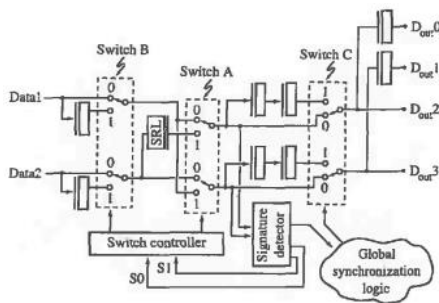 Switch B
Switch A
Switch C
Dout0
Dout1
Dout2
Dout3
Data1
Data2
0
1
0
1
SRL
0
1
0
1
1
0
1
0
Switch controller
Signature detector
S1
S0
Global synchronization logic